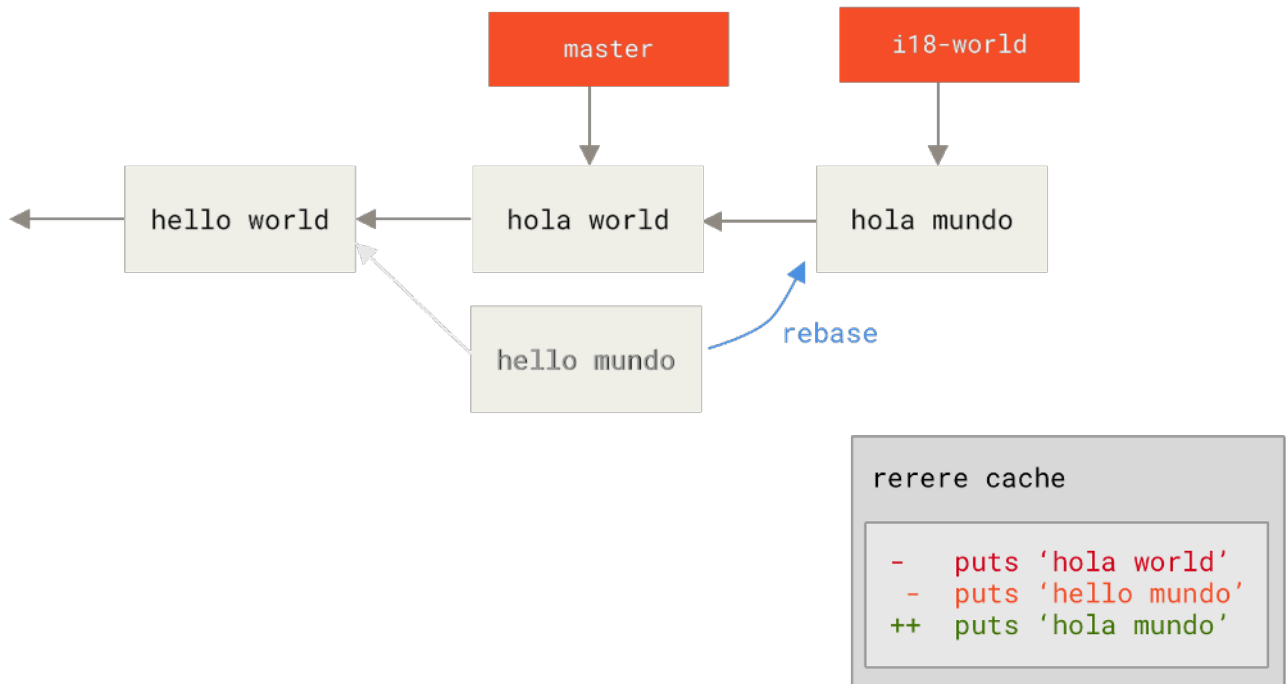 master
i18-world
hello world
hola world
hola mundo
hello mundo
rebase
rerere cache
-   puts ‘hola world’
 -  puts ‘hello mundo’
++  puts ‘hola mundo’